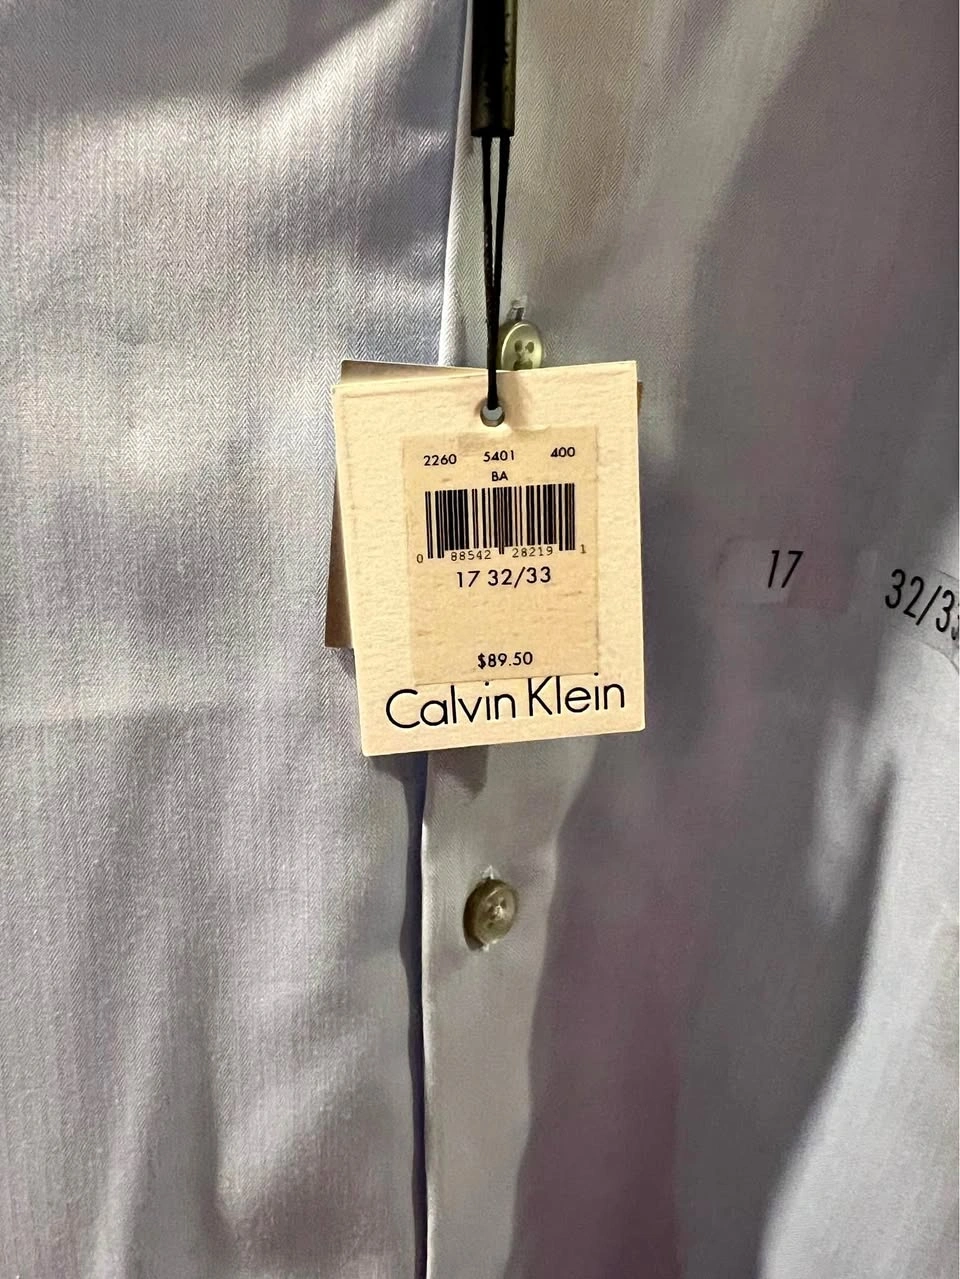 2260 5401 400
BA
0 88542 28219 1
17 32/33
$89.50
Calvin Klein
17
32/33